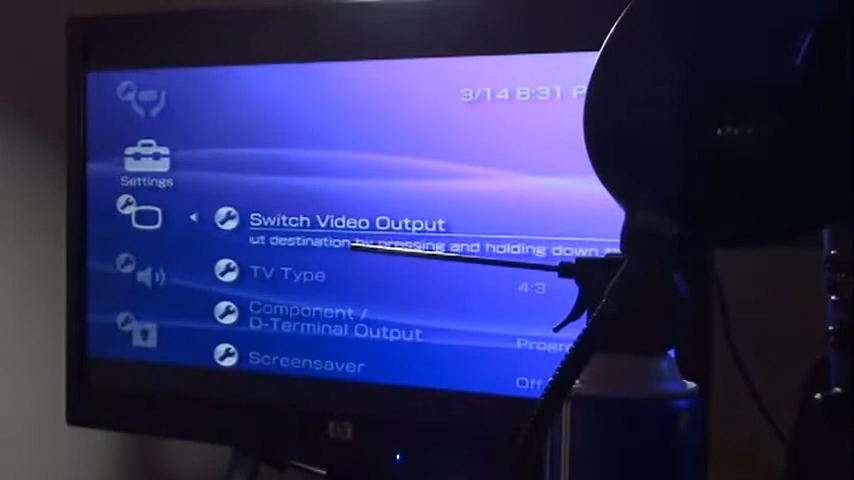 3/14 8:31 P
Settings
Switch Video Output
ut destination by pressing and holding down
TV Type
4:3
Component /
D-Terminal Output
Progre
Screensaver
Off
hp